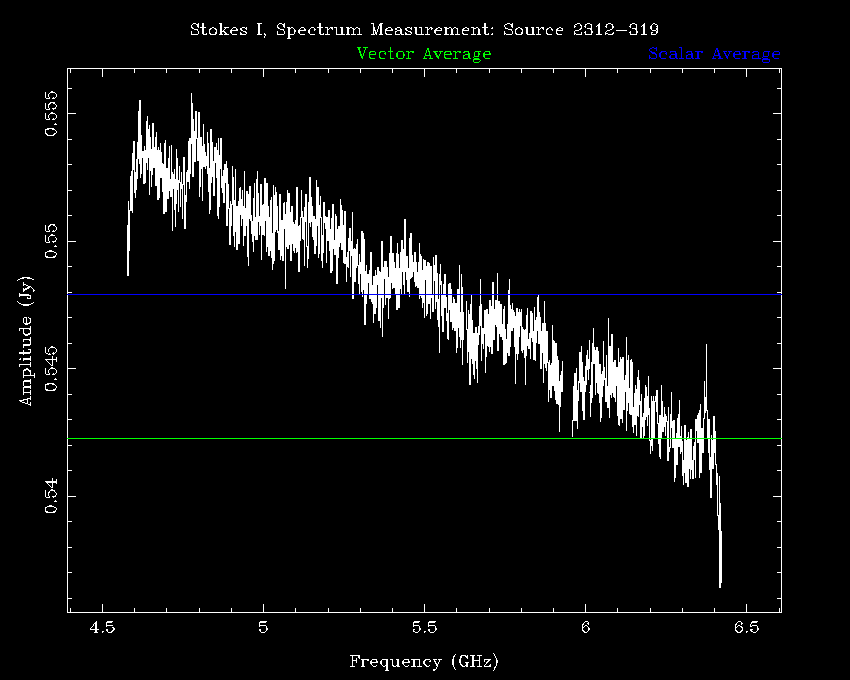 Stokes I, Spectrum Measurement: Source 2312−319
Vector Average Scalar Average
0.555
0.55
0.545
0.54
Amplitude (Jy)
4.5 5 5.5 6 6.5
Frequency (GHz)